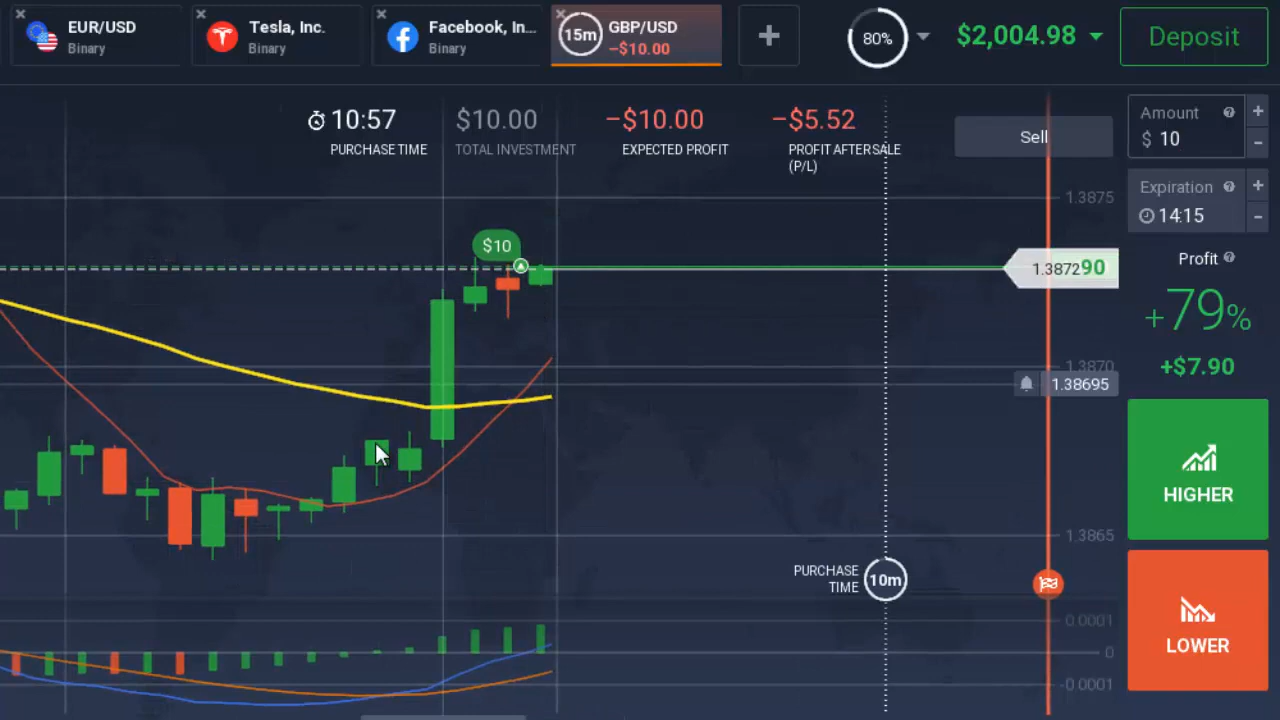 EUR/USD
Binary
Tesla, Inc.
Binary
Facebook, In...
Binary
15m
GBP/USD
−$10.00
+
80%
$2,004.98
Deposit
10:57
PURCHASE TIME
$10.00
TOTAL INVESTMENT
−$10.00
EXPECTED PROFIT
−$5.52
PROFIT AFTER SALE
(P/L)
Sell
Amount
$ 10
+
-
Expiration
14:15
+
-
Profit
+79%
+$7.90
HIGHER
LOWER
1.3875
$10
1.387290
1.3870
1.38695
1.3865
PURCHASE
TIME
10m
0.0001
0
-0.0001